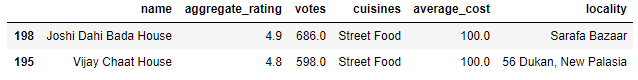 name aggregate_rating votes cuisines average_cost locality
198 Joshi Dahi Bada House 4.9 686.0 Street Food 100.0 Sarafa Bazaar
195 Vijay Chaat House 4.8 598.0 Street Food 100.0 56 Dukan, New Palasia